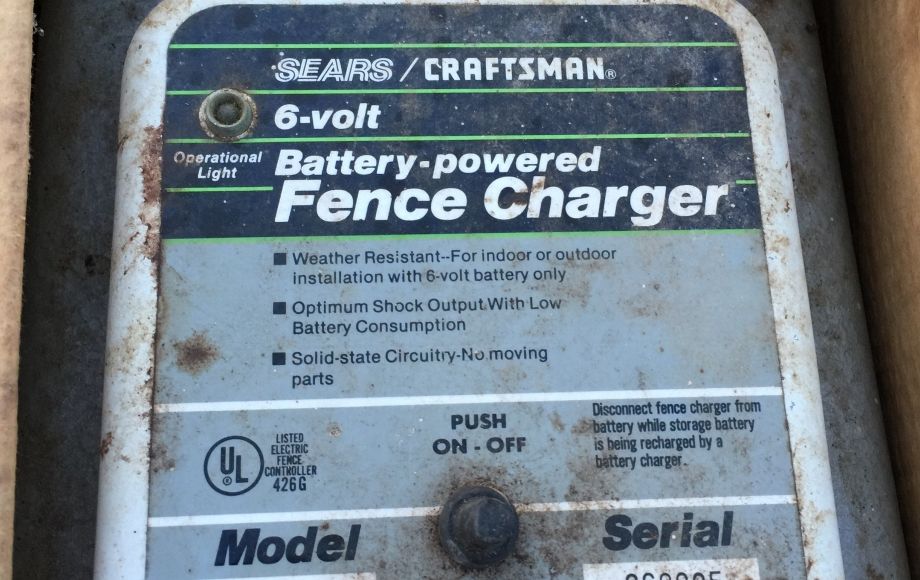 SEARS / CRAFTSMAN®
6-volt
Operational
Light
Battery-powered
Fence Charger
■ Weather Resistant--For indoor or outdoor
installation with 6-volt battery only
■ Optimum Shock Output With Low
Battery Consumption
■ Solid-state Circuitry-No moving
parts
UL ®
LISTED
ELECTRIC
FENCE
CONTROLLER
426G
PUSH
ON - OFF
Disconnect fence charger from
battery while storage battery
is being recharged by a
battery charger.
Model
Serial